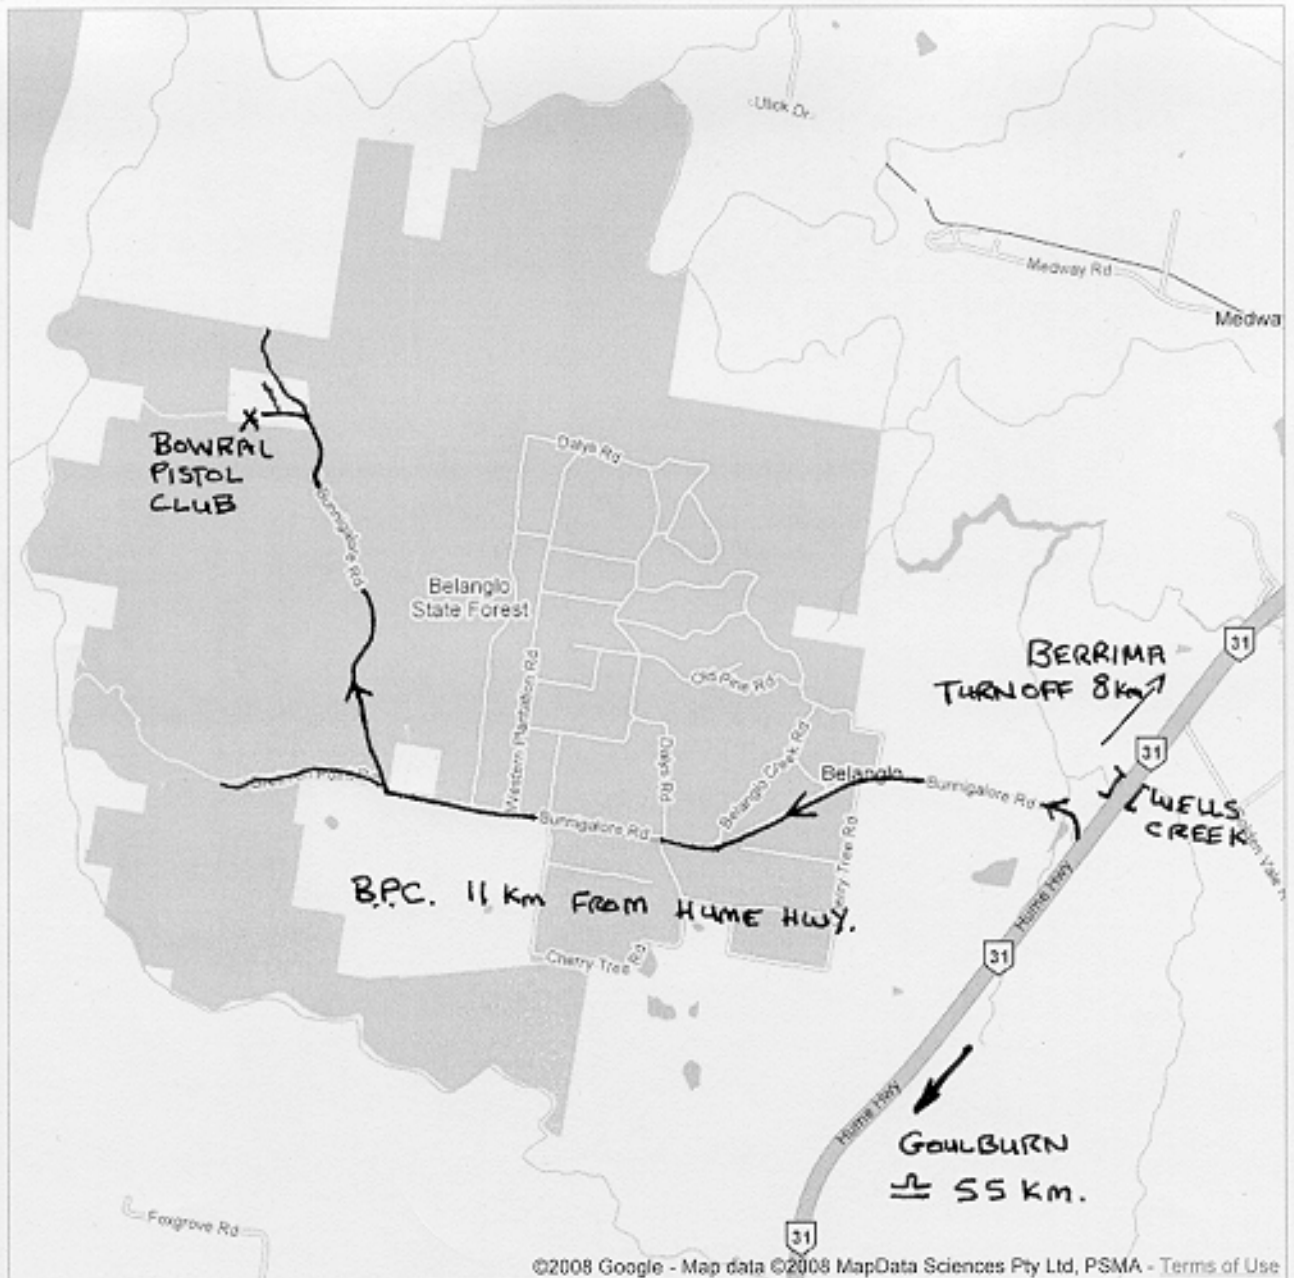 Ulick Dr
Medway Rd
Medwa
BOWRAL
PISTOL
CLUB
Dalys Rd
Bunnigalore Rd
Belanglo
State Forest
31
BERRIMA
TURNOFF 8km
Old Pine Rd
Western Plantation Rd
Dalys Rd
Belanglo Creek Rd
31
Belanglo
Bunnigalore Rd
WELLS
CREEK
Bunnigalore Rd
Cherry Tree Rd
B.P.C. 11 Km FROM HUME HWY.
Hume Hwy
31
Cherry Tree Rd
Hume Hwy
GOULBURN
≏ 55 Km.
Foxgrove Rd
31
©2008 Google - Map data ©2008 MapData Sciences Pty Ltd, PSMA - Terms of Use